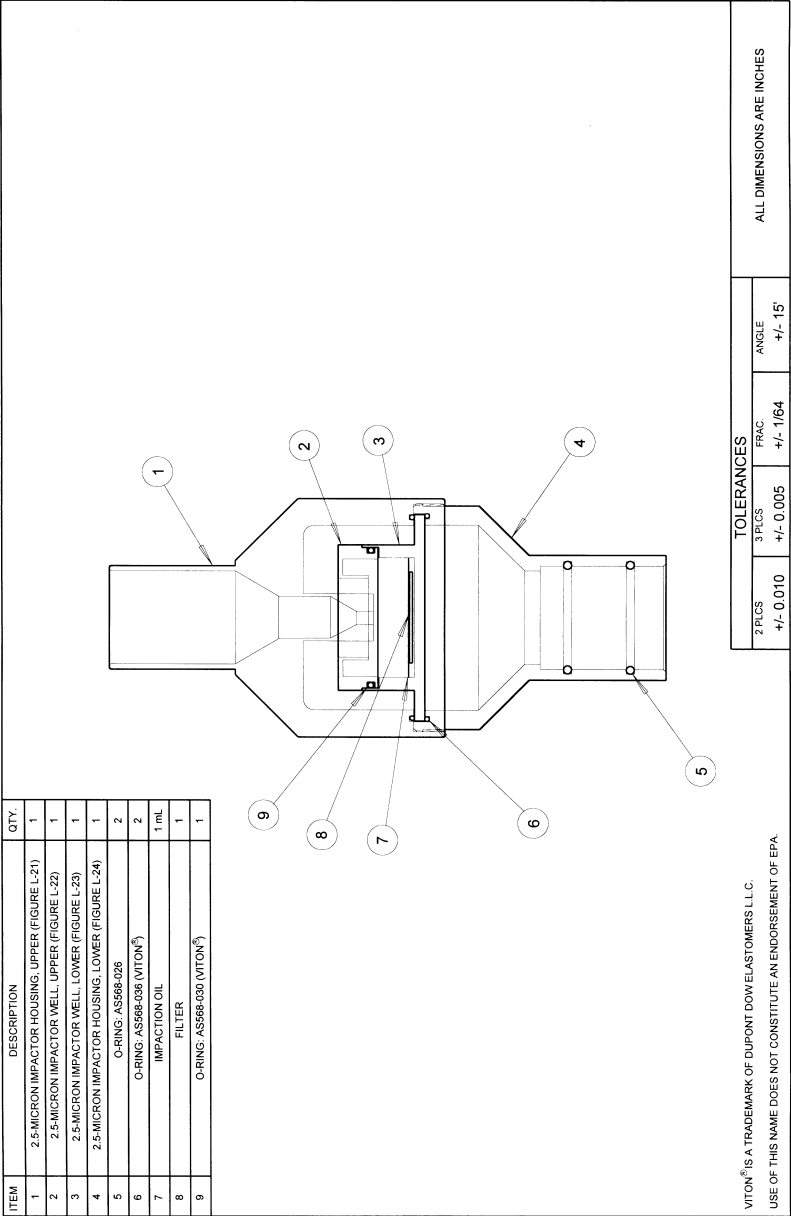 ITEM DESCRIPTION QTY.
1 2.5-MICRON IMPACTOR HOUSING, UPPER (FIGURE L-21) 1
2 2.5-MICRON IMPACTOR WELL, UPPER (FIGURE L-22) 1
3 2.5-MICRON IMPACTOR WELL, LOWER (FIGURE L-23) 1
4 2.5-MICRON IMPACTOR HOUSING, LOWER (FIGURE L-24) 1
5 O-RING: AS568-026 2
6 O-RING: AS568-036 (VITON®) 2
7 IMPACTION OIL 1 mL
8 FILTER 1
9 O-RING: AS568-030 (VITON®) 1
1
2
3
4
5
6
7
8
9
VITON® IS A TRADEMARK OF DUPONT DOW ELASTOMERS L.L.C.
USE OF THIS NAME DOES NOT CONSTITUTE AN ENDORSEMENT OF EPA.
TOLERANCES
2 PLCS 3 PLCS FRAC. ANGLE
+/- 0.010 +/- 0.005 +/- 1/64 +/- 15'
ALL DIMENSIONS ARE INCHES